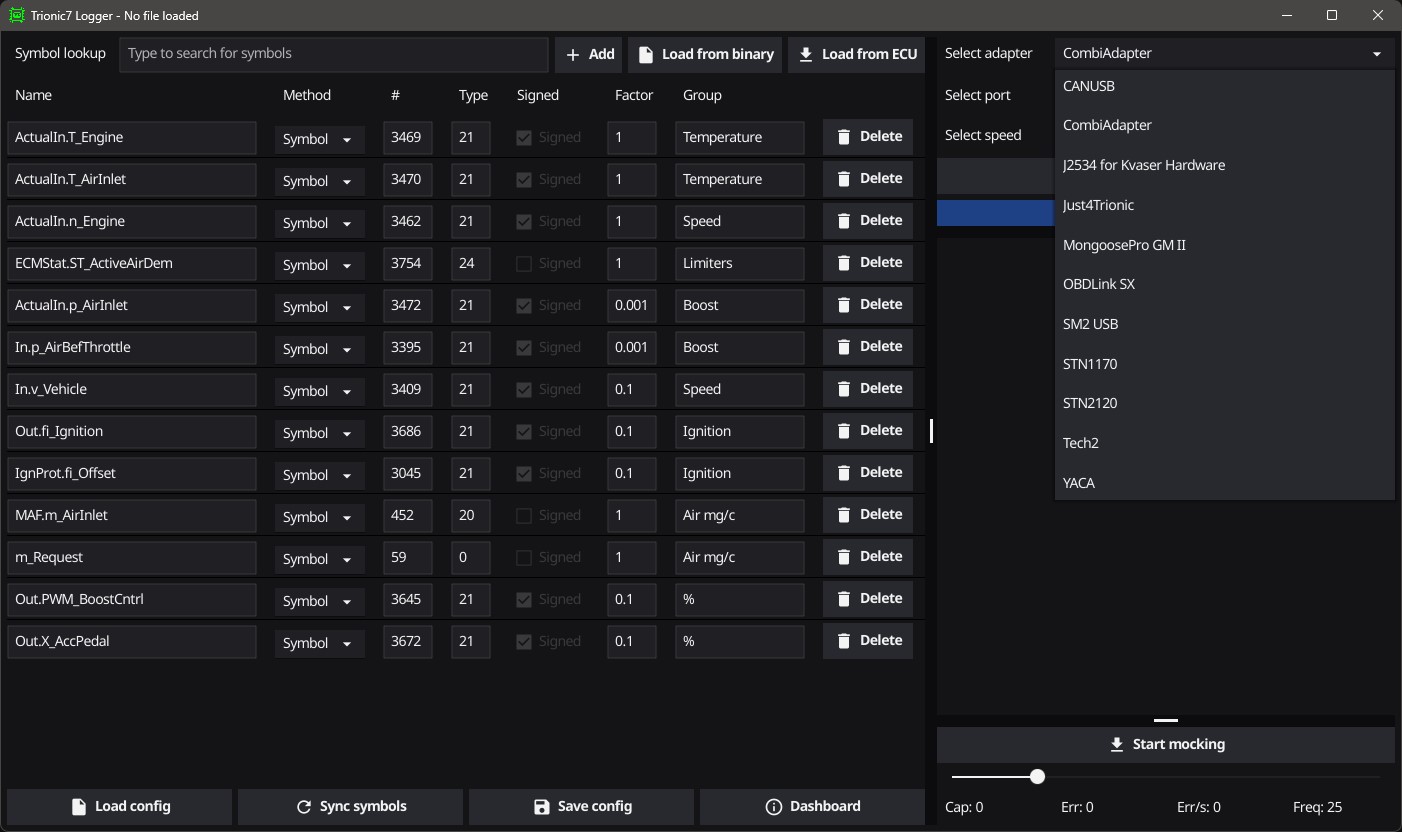 Trionic7 Logger - No file loaded
Symbol lookup Type to search for symbols Add Load from binary Load from ECU
Name Method # Type Signed Factor Group
ActualIn.T_Engine Symbol 3469 21 Signed 1 Temperature Delete
ActualIn.T_AirInlet Symbol 3470 21 Signed 1 Temperature Delete
ActualIn.n_Engine Symbol 3462 21 Signed 1 Speed Delete
ECMStat.ST_ActiveAirDem Symbol 3754 24 Signed 1 Limiters Delete
ActualIn.p_AirInlet Symbol 3472 21 Signed 0.001 Boost Delete
In.p_AirBefThrottle Symbol 3395 21 Signed 0.001 Boost Delete
In.v_Vehicle Symbol 3409 21 Signed 0.1 Speed Delete
Out.fi_Ignition Symbol 3686 21 Signed 0.1 Ignition Delete
IgnProt.fi_Offset Symbol 3045 21 Signed 0.1 Ignition Delete
MAF.m_AirInlet Symbol 452 20 Signed 1 Air mg/c Delete
m_Request Symbol 59 0 Signed 1 Air mg/c Delete
Out.PWM_BoostCntrl Symbol 3645 21 Signed 0.1 % Delete
Out.X_AccPedal Symbol 3672 21 Signed 0.1 % Delete
Load config Sync symbols Save config Dashboard
Select adapter CombiAdapter
Select port
Select speed
CANUSB
CombiAdapter
J2534 for Kvaser Hardware
Just4Trionic
MongoosePro GM II
OBDLink SX
SM2 USB
STN1170
STN2120
Tech2
YACA
Start mocking
Cap: 0 Err: 0 Err/s: 0 Freq: 25